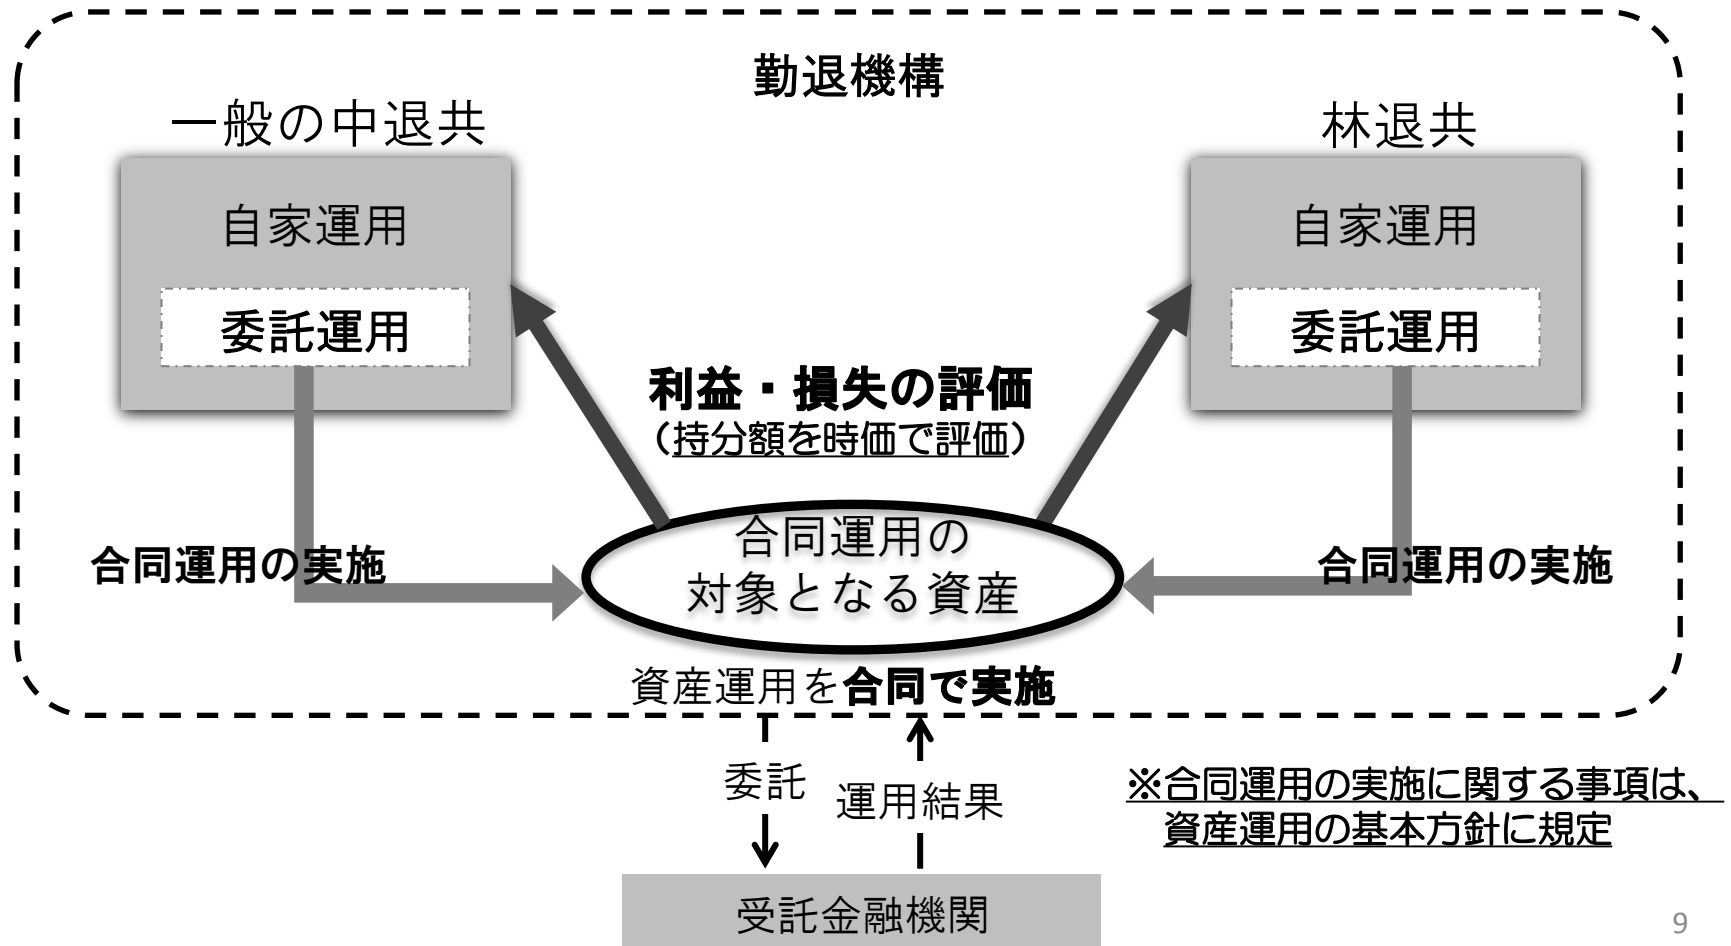 勤退機構
一般の中退共
林退共
自家運用
委託運用
自家運用
委託運用
利益・損失の評価
（持分額を時価で評価）
合同運用の実施
合同運用の
対象となる資産
合同運用の実施
資産運用を合同で実施
委託
運用結果
※合同運用の実施に関する事項は、
資産運用の基本方針に規定
受託金融機関
9